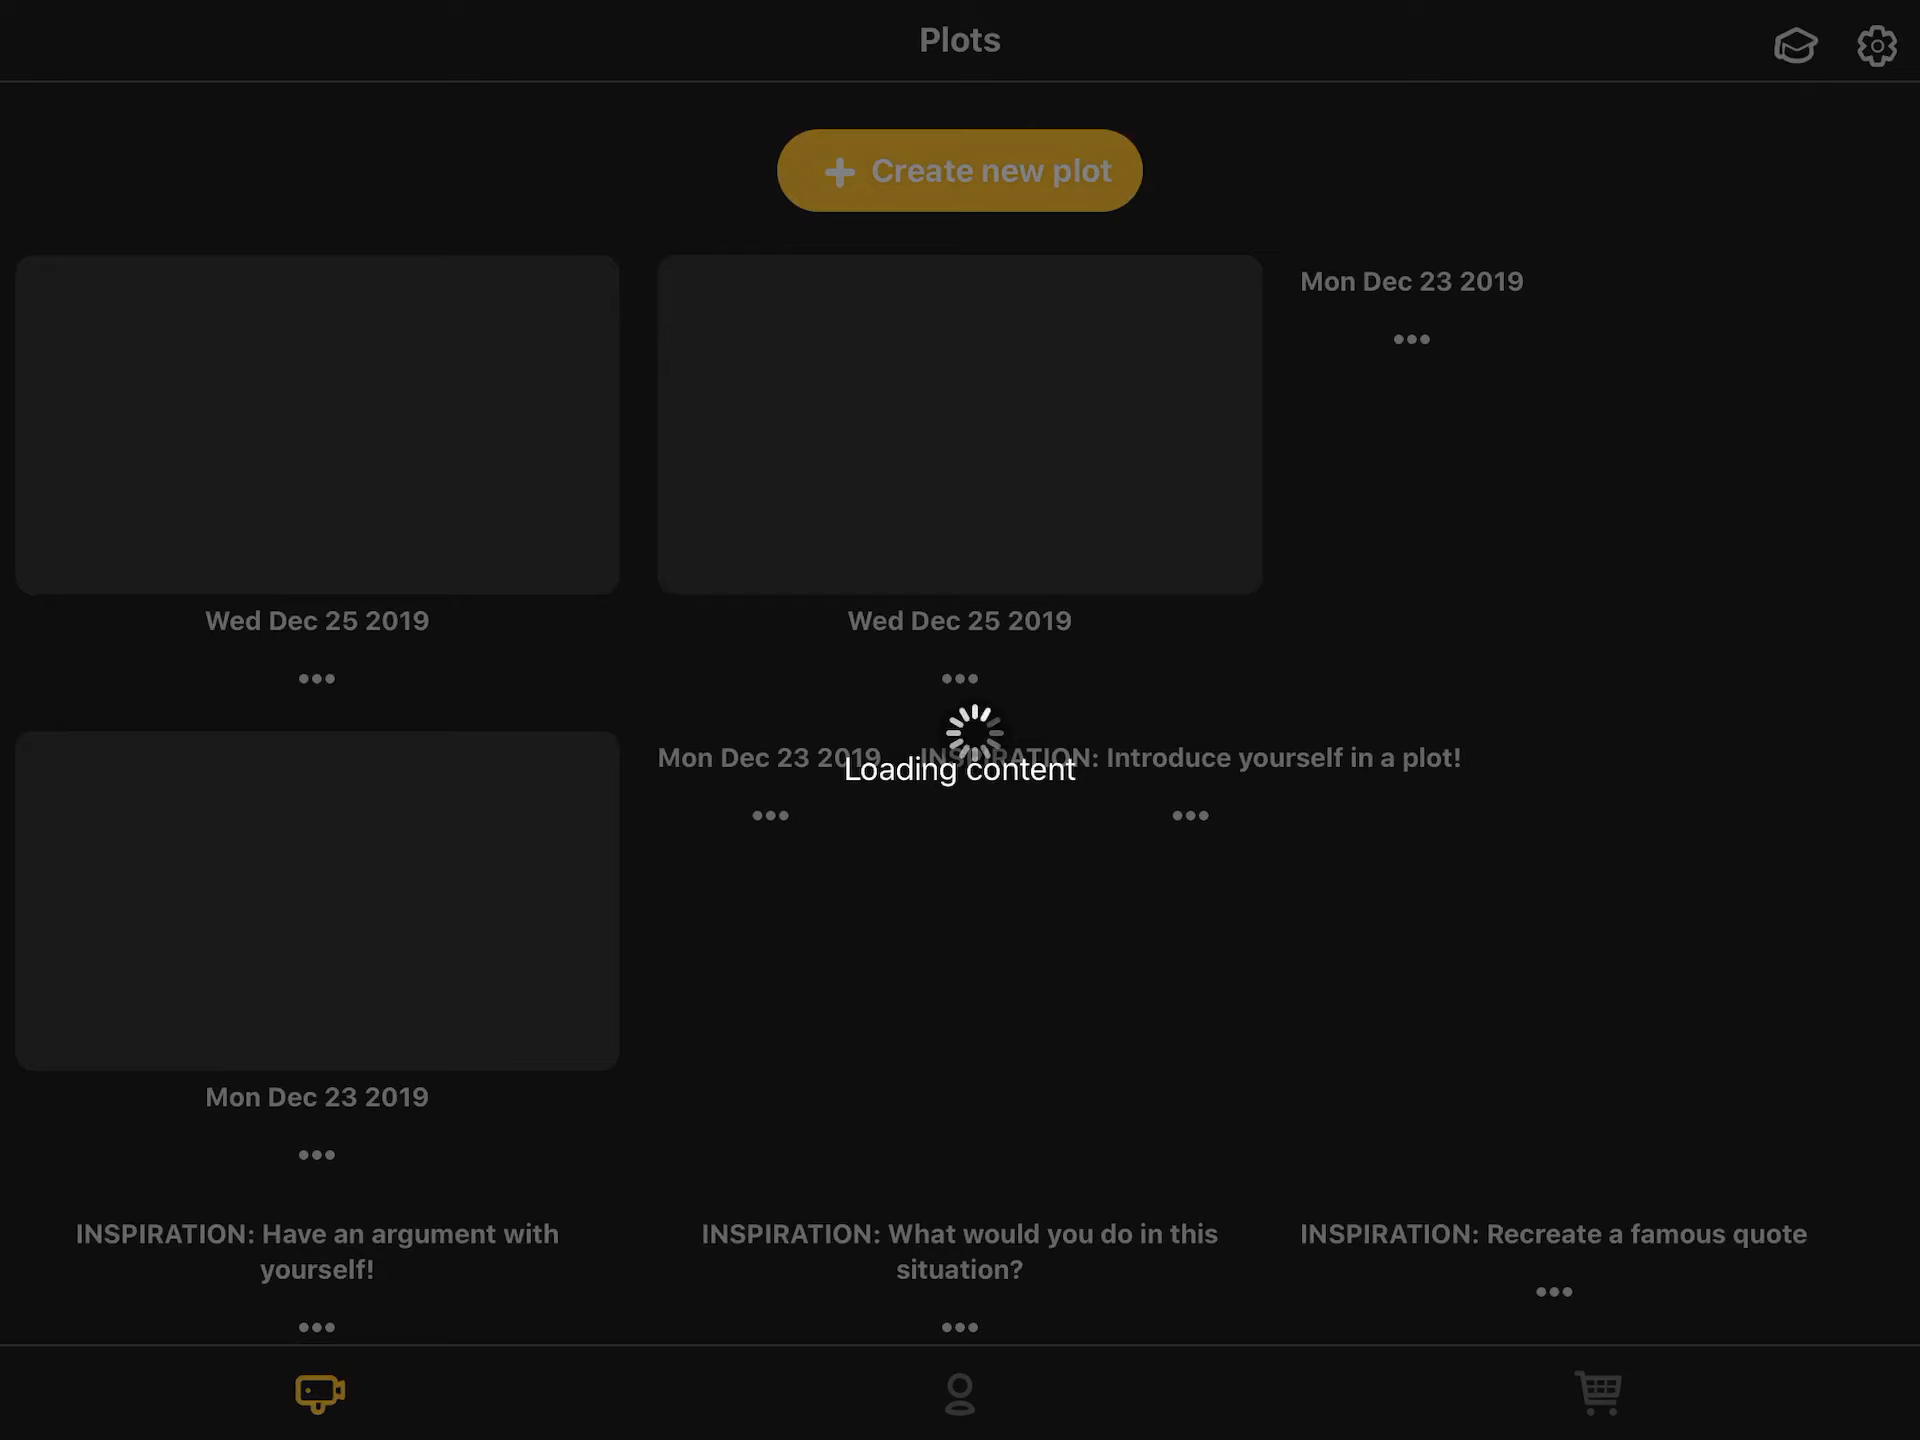 Plots
Create new plot
Mon Dec 23 2019
Wed Dec 25 2019
Wed Dec 25 2019
Mon Dec 23 2019
INSPIRATION: Introduce yourself in a plot!
Loading content
Mon Dec 23 2019
INSPIRATION: Have an argument with
yourself!
INSPIRATION: What would you do in this
situation?
INSPIRATION: Recreate a famous quote